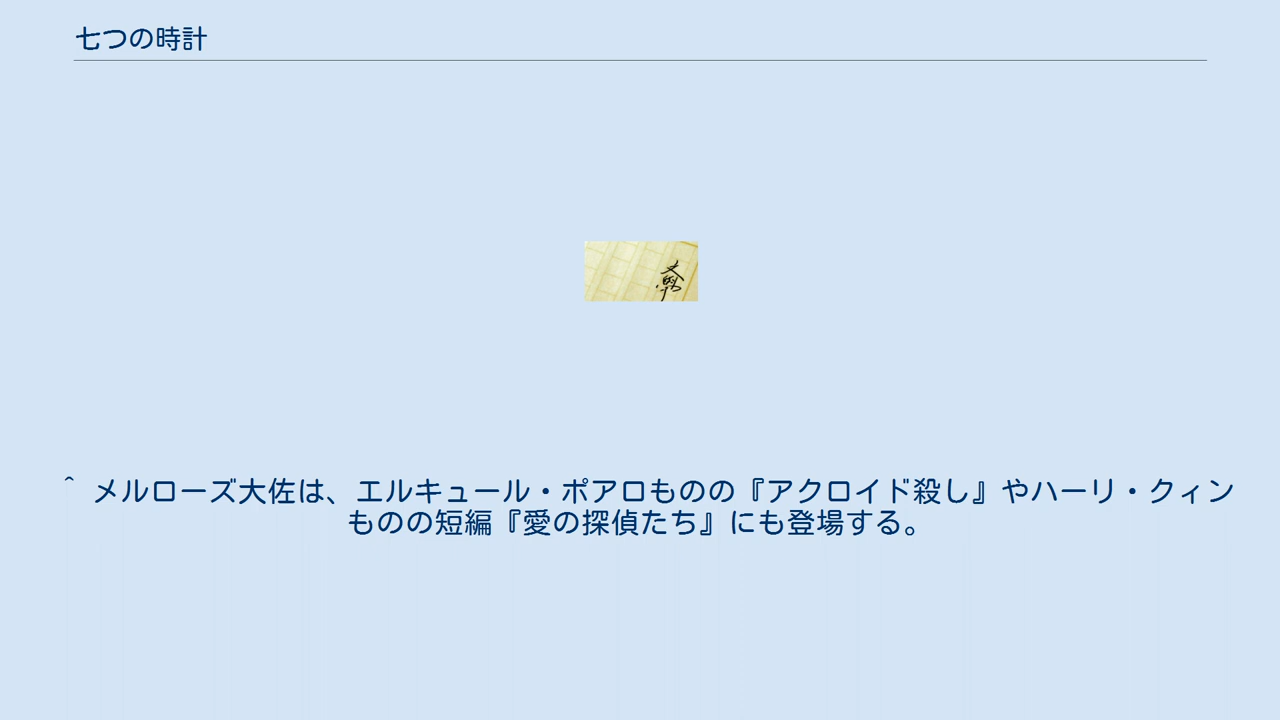 七つの時計
^ メルローズ大佐は、エルキュール・ポアロものの『アクロイド殺し』やハーリ・クィン
ものの短編『愛の探偵たち』にも登場する。